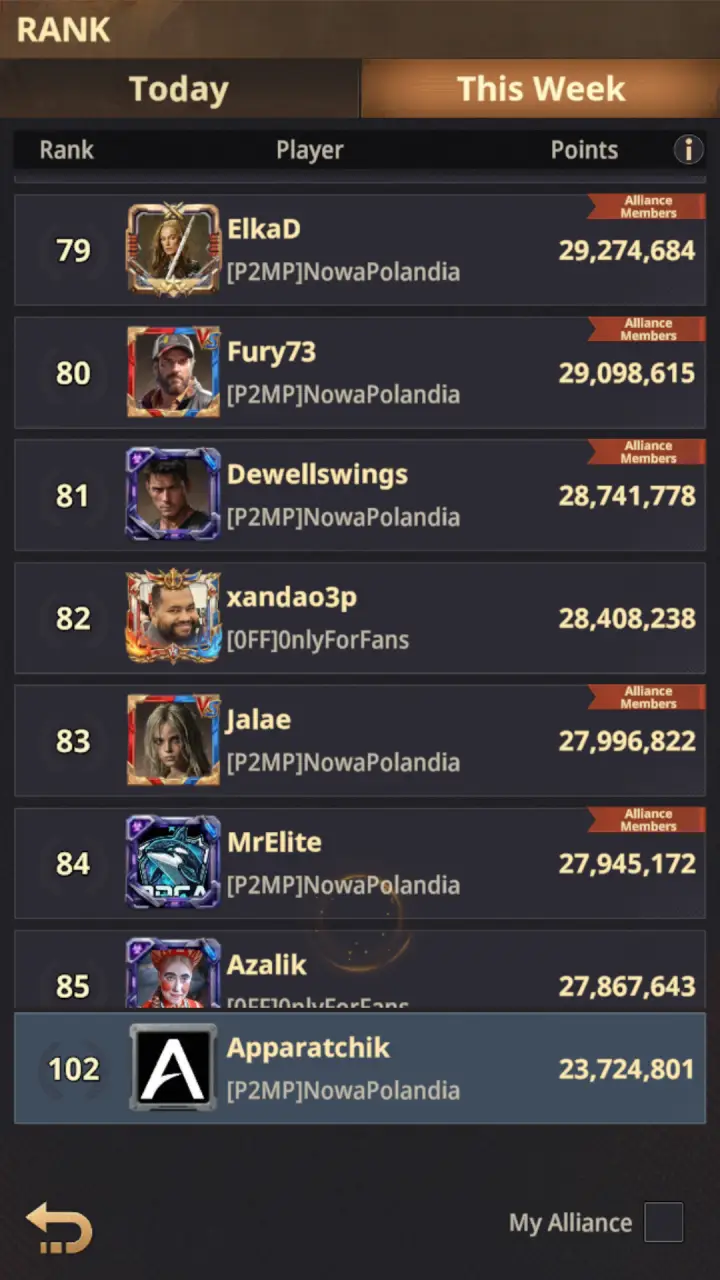 RANK
Today
This Week
Rank
Player
Points
79
ElkaD
[P2MP]NowaPolandia
Alliance
Members
29,274,684
80
Fury73
[P2MP]NowaPolandia
Alliance
Members
29,098,615
81
Dewellswings
[P2MP]NowaPolandia
Alliance
Members
28,741,778
82
xandao3p
[0FF]0nlyForFans
28,408,238
83
Jalae
[P2MP]NowaPolandia
Alliance
Members
27,996,822
84
MrElite
[P2MP]NowaPolandia
Alliance
Members
27,945,172
85
Azalik
[0FF]0nlyForFans
27,867,643
102
Apparatchik
[P2MP]NowaPolandia
23,724,801
My Alliance